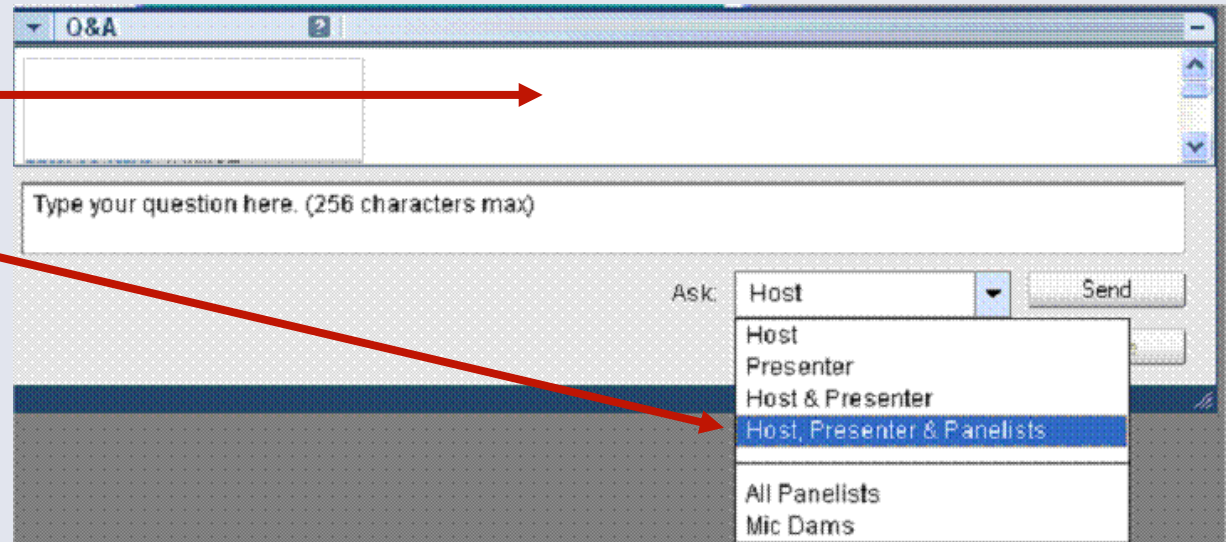 Q&A ?
Type your question here. (256 characters max)
Ask: Host Send
Host
Presenter
Host & Presenter
Host, Presenter & Panelists
All Panelists
Mic Dams